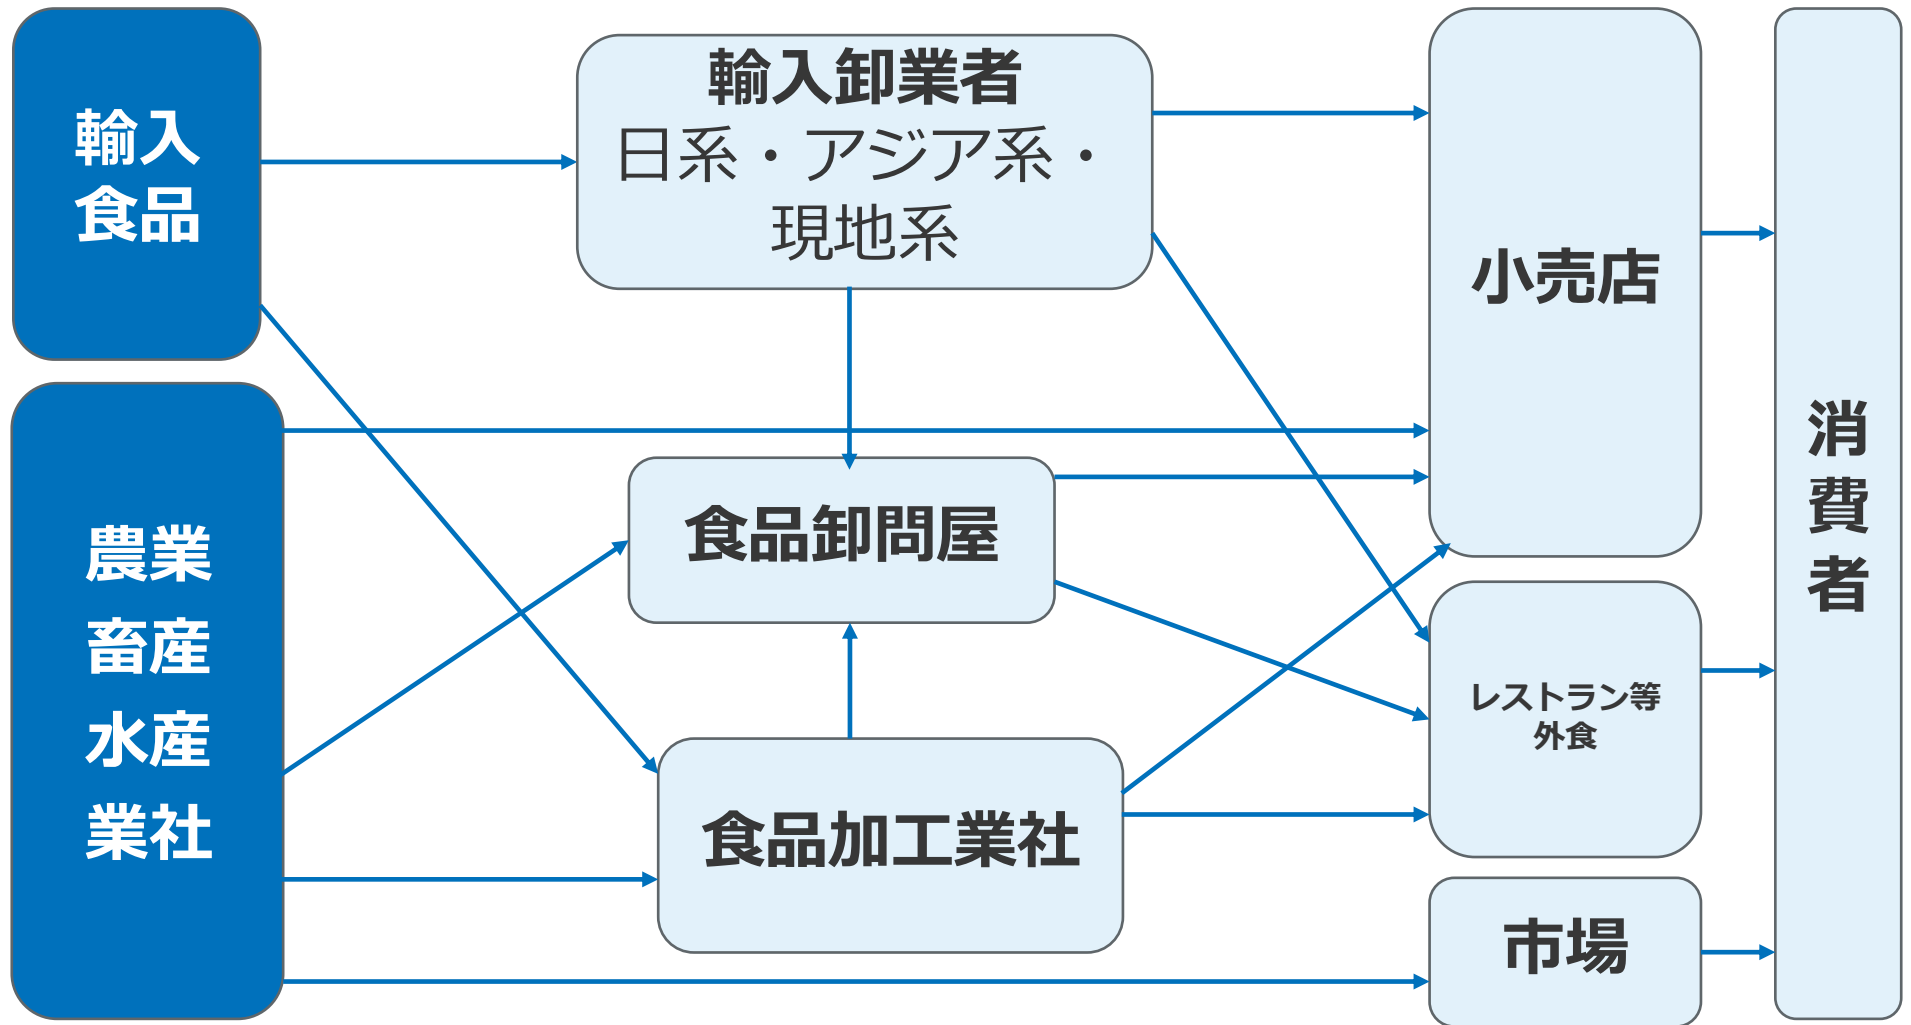 輸入
食品
農業
畜産
水産
業社
輸入卸業者
日系・アジア系・
現地系
食品卸問屋
食品加工業社
小売店
レストラン等
外食
市場
消
費
者